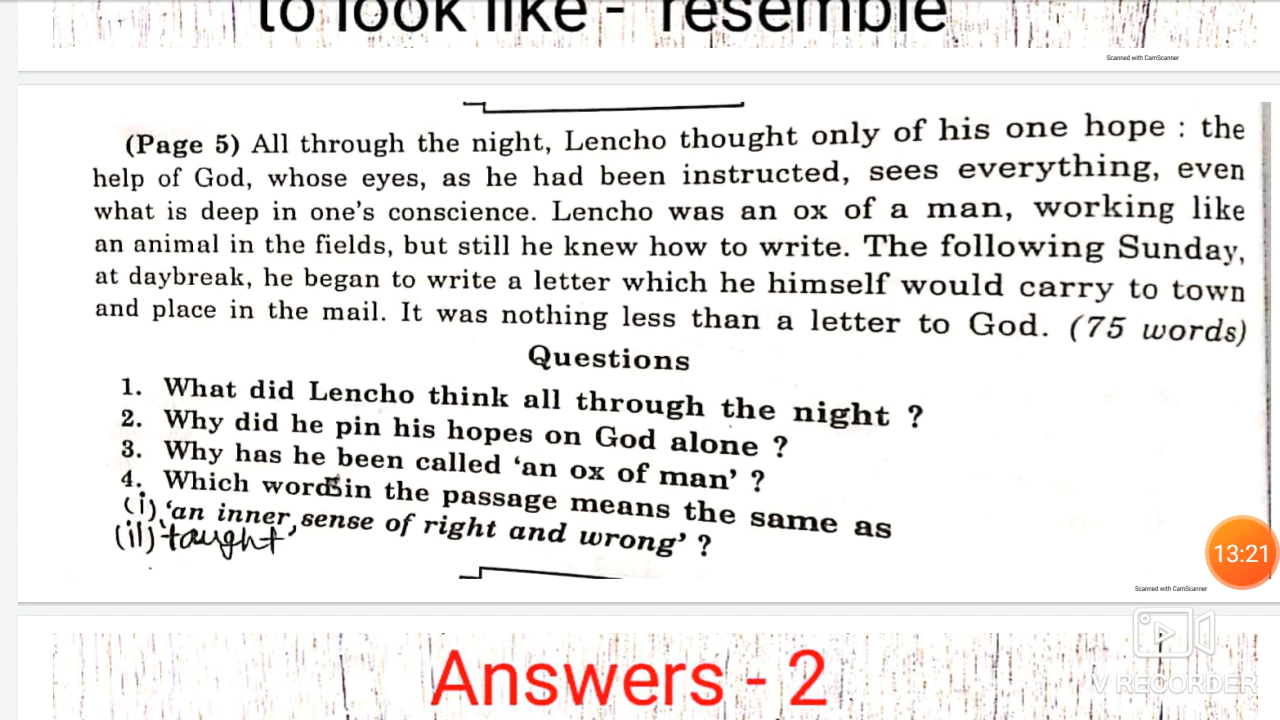 to look like - resemble
Scanned with CamScanner
(Page 5) All through the night, Lencho thought only of his one hope : the
help of God, whose eyes, as he had been instructed, sees everything, even
what is deep in one's conscience. Lencho was an ox of a man, working like
an animal in the fields, but still he knew how to write. The following Sunday,
at daybreak, he began to write a letter which he himself would carry to town
and place in the mail. It was nothing less than a letter to God. (75 words)
Questions
1. What did Lencho think all through the night ?
2. Why did he pin his hopes on God alone ?
3. Why has he been called 'an ox of man' ?
4. Which words in the passage means the same as
(i) 'an inner, sense of right and wrong' ?
(ii) 'taught'
13:21
Scanned with CamScanner
V RECORDER
Answers - 2